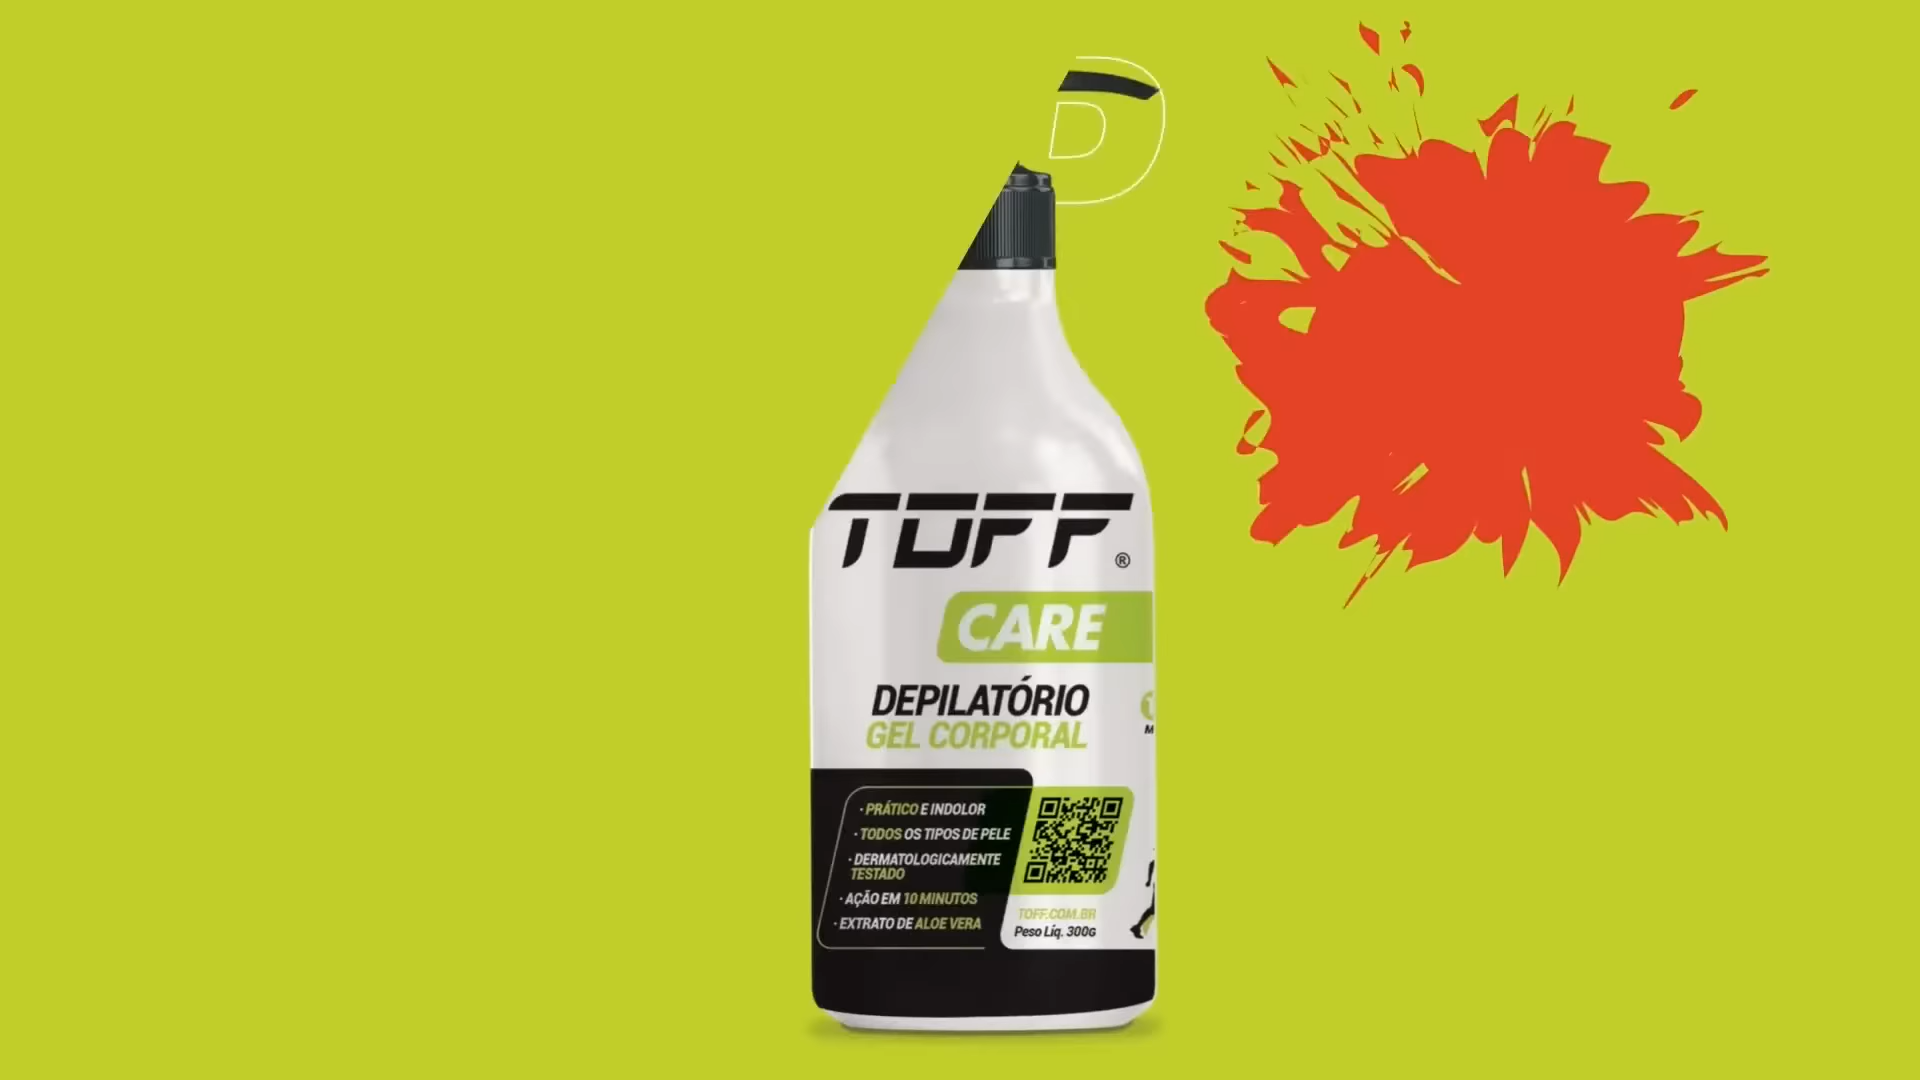 D
TOFF
®
CARE
DEPILATÓRIO
GEL CORPORAL
· PRÁTICO E INDOLOR
· TODOS OS TIPOS DE PELE
· DERMATOLOGICAMENTE
TESTADO
· AÇÃO EM 10 MINUTOS
· EXTRATO DE ALOE VERA
TOFF.COM.BR
Peso Líq. 300G